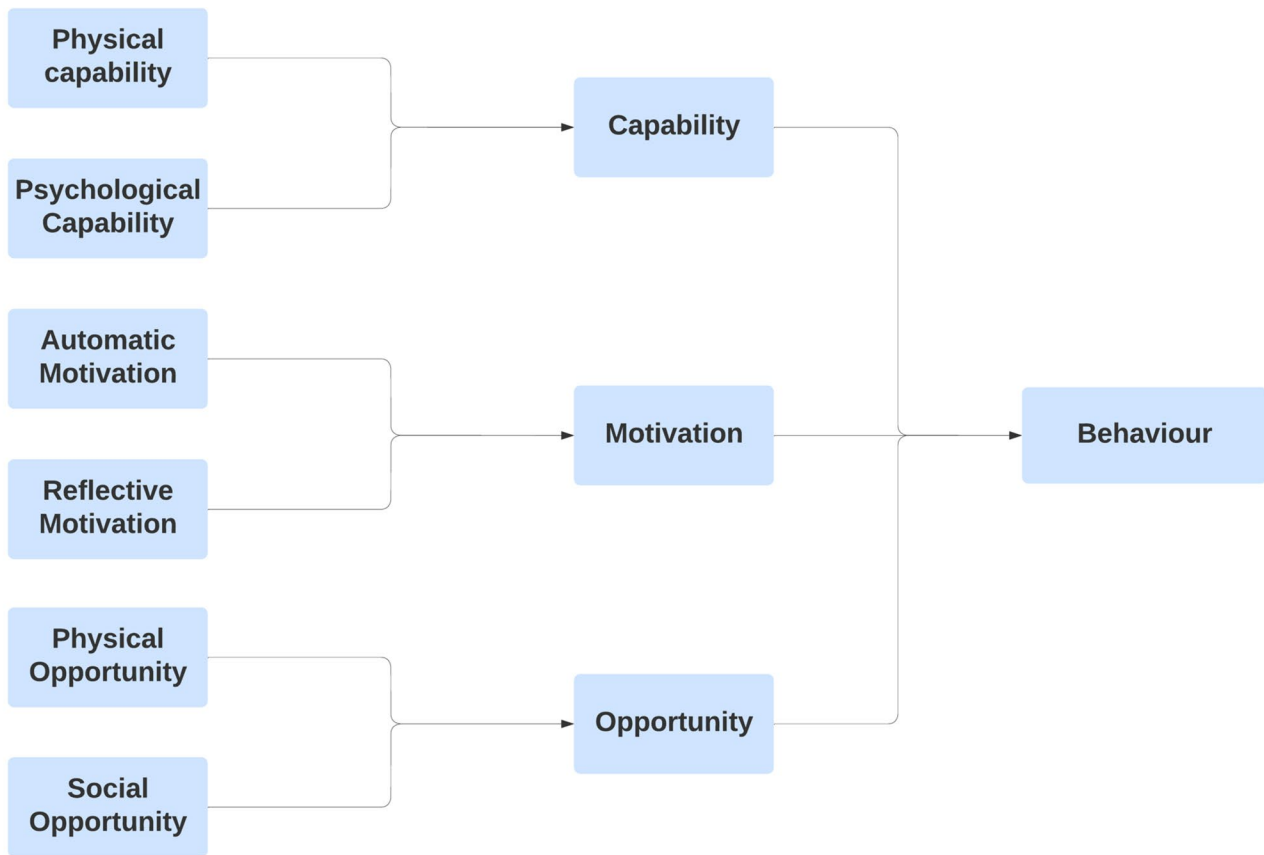 Physical
capability
Psychological
Capability
Automatic
Motivation
Reflective
Motivation
Physical
Opportunity
Social
Opportunity
Capability
Motivation
Opportunity
Behaviour